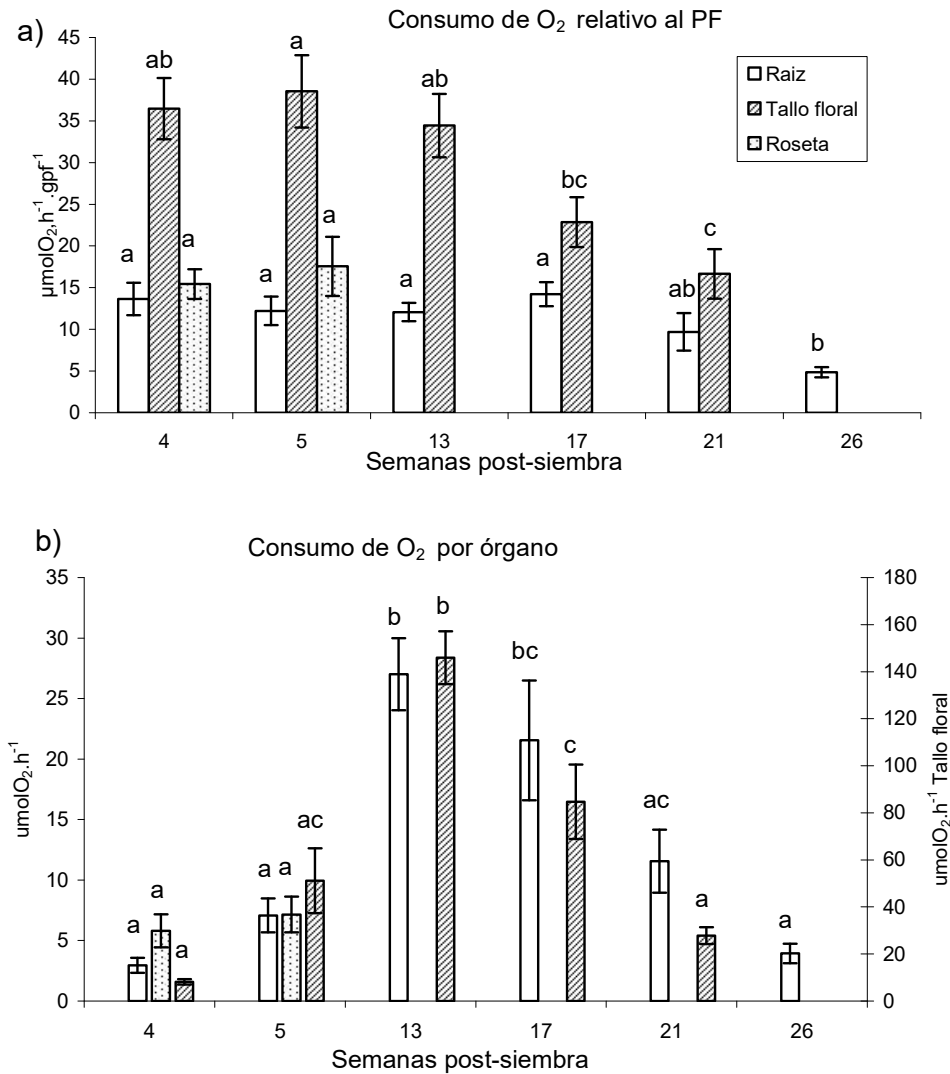 a)
Consumo de O2 relativo al PF
Raiz
Tallo floral
Roseta
µmolO2.h-1.gpf-1
45
40
35
30
25
20
15
10
5
0
a ab a
a a a
a ab
a bc
ab c
b
4 5 13 17 21 26
Semanas post-siembra
b)
Consumo de O2 por órgano
umolO2.h-1
35
30
25
20
15
10
5
0
a a a
a a ac
b b
bc c
ac a
a
180
160
140
120
100
80
60
40
20
0
umolO2.h-1 Tallo floral
4 5 13 17 21 26
Semanas post-siembra